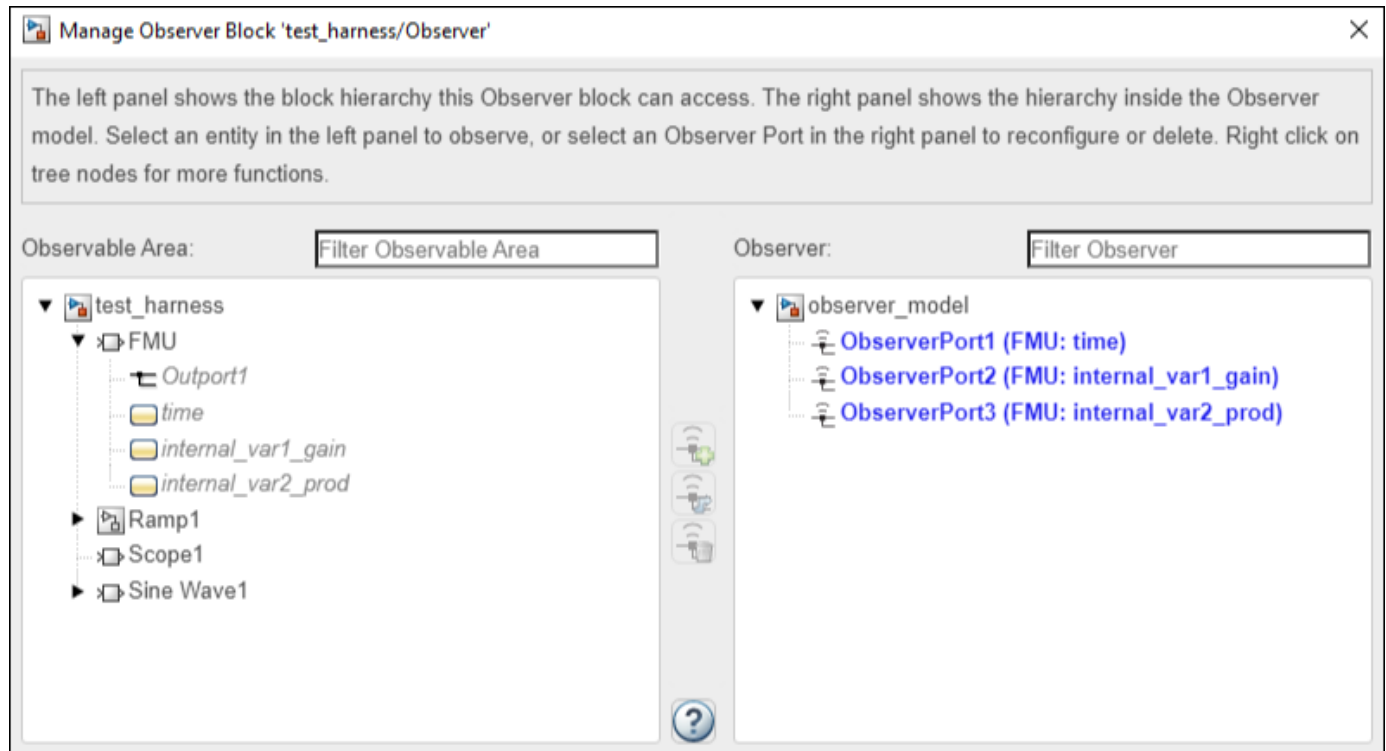 Manage Observer Block 'test_harness/Observer'
The left panel shows the block hierarchy this Observer block can access. The right panel shows the hierarchy inside the Observer
model. Select an entity in the left panel to observe, or select an Observer Port in the right panel to reconfigure or delete. Right click on
tree nodes for more functions.
Observable Area:
Filter Observable Area
test_harness
FMU
Outport1
time
internal_var1_gain
internal_var2_prod
Ramp1
Scope1
Sine Wave1
Observer:
Filter Observer
observer_model
ObserverPort1 (FMU: time)
ObserverPort2 (FMU: internal_var1_gain)
ObserverPort3 (FMU: internal_var2_prod)
?